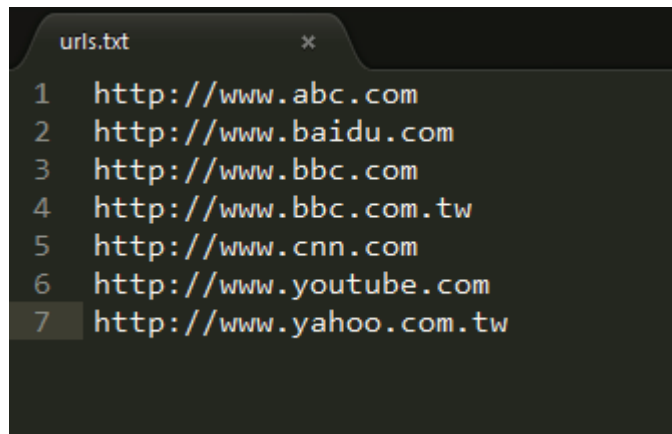 urls.txt ×
1 http://www.abc.com
2 http://www.baidu.com
3 http://www.bbc.com
4 http://www.bbc.com.tw
5 http://www.cnn.com
6 http://www.youtube.com
7 http://www.yahoo.com.tw